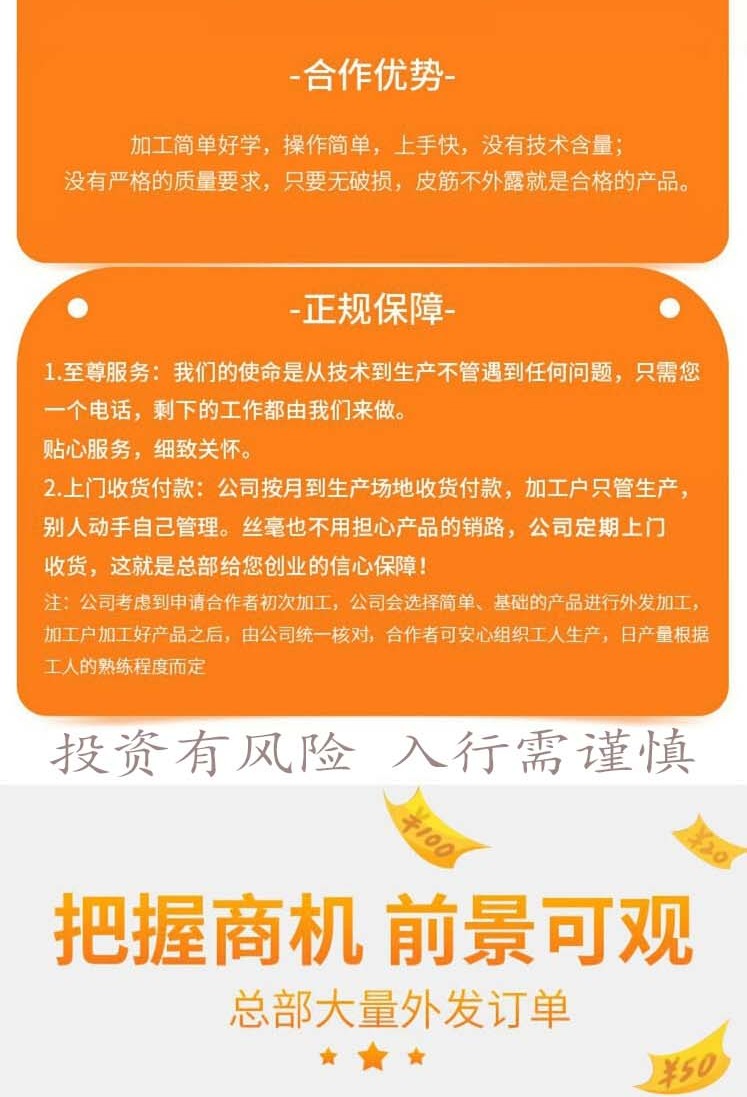 -合作优势-
加工简单好学，操作简单，上手快，没有技术含量；
没有严格的质量要求，只要无破损，皮筋不外露就是合格的产品。
-正规保障-
1.至尊服务：我们的使命是从技术到生产不管遇到任何问题，只需您
一个电话，剩下的工作都由我们来做。
贴心服务，细致关怀。
2.上门收货付款：公司按月到生产场地收货付款，加工户只管生产，
别人动手自己管理。丝毫也不用担心产品的销路，公司定期上门
收货，这就是总部给您创业的信心保障！
注：公司考虑到申请合作者初次加工，公司会选择简单、基础的产品进行外发加工，
加工户加工好产品之后，由公司统一核对，合作者可安心组织工人生产，日产量根据
工人的熟练程度而定
投资有风险 入行需谨慎
¥100
¥20
把握商机 前景可观
总部大量外发订单
¥50